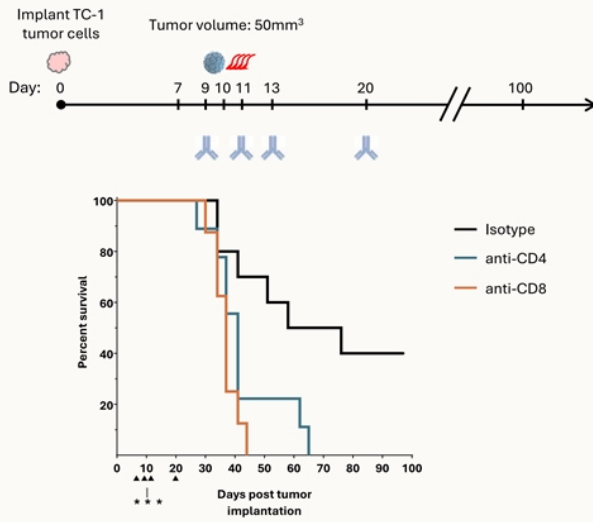 Implant TC-1
tumor cells
Tumor volume: 50mm³
Day: 0 7 9 10 11 13 20 100
100
80
60
40
20
Percent survival
Isotype
anti-CD4
anti-CD8
0 10 20 30 40 50 60 70 80 90 100
Days post tumor
implantation